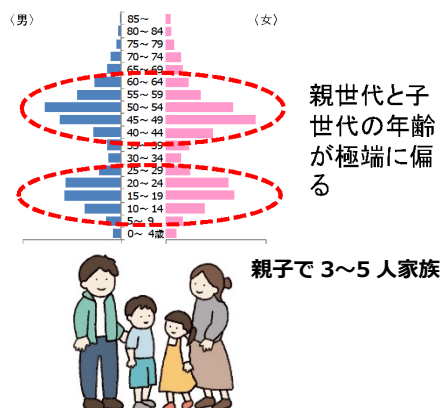 〈男〉
〈女〉
85～
80～ 84
75～ 79
70～ 74
65～ 69
60～ 64
55～ 59
50～ 54
45～ 49
40～ 44
35～ 39
30～ 34
25～ 29
20～ 24
15～ 19
10～ 14
5～ 9
0～ 4歳
親世代と子
世代の年齢
が極端に偏
る
親子で 3～5 人家族